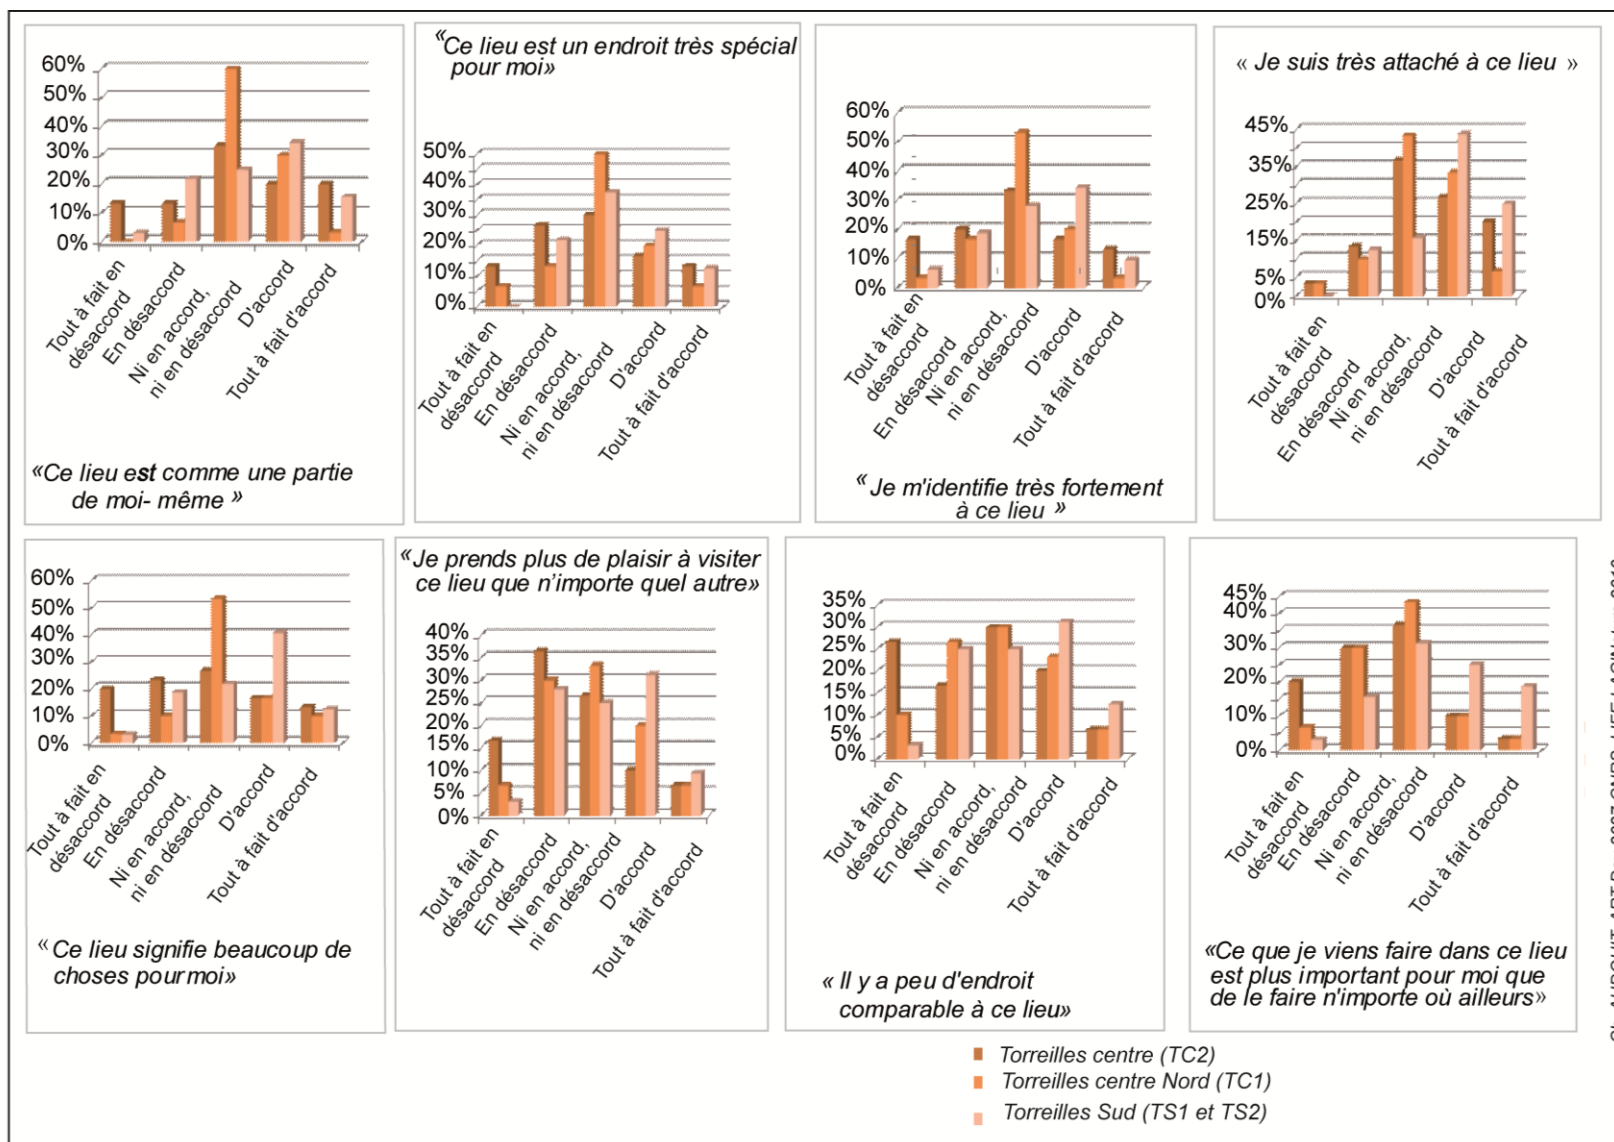 60%
50%
40%
30%
20%
10%
0%
Tout à fait en
désaccord
En désaccord
Ni en accord,
ni en désaccord
D'accord
Tout à fait d'accord
«Ce lieu est comme une partie
de moi- même »
«Ce lieu est un endroit très spécial
pour moi»
50%
40%
30%
20%
10%
0%
Tout à fait en
désaccord
En désaccord
Ni en accord,
ni en désaccord
D'accord
Tout à fait d'accord
60%
50%
40%
30%
20%
10%
0%
Tout à fait en
désaccord
En désaccord
Ni en accord,
ni en désaccord
D'accord
Tout à fait d'accord
« Je m'identifie très fortement
à ce lieu »
« Je suis très attaché à ce lieu »
45%
35%
25%
15%
5%
0%
Tout à fait en
désaccord
En désaccord
Ni en accord,
ni en désaccord
D'accord
Tout à fait d'accord
60%
50%
40%
30%
20%
10%
0%
Tout à fait en
désaccord
En désaccord
Ni en accord,
ni en désaccord
D'accord
Tout à fait d'accord
« Ce lieu signifie beaucoup de
choses pourmoi»
«Je prends plus de plaisir à visiter
ce lieu que n'importe quel autre»
40%
35%
30%
25%
20%
15%
10%
5%
0%
Tout à fait en
désaccord
En désaccord
Ni en accord,
ni en désaccord
D'accord
Tout à fait d'accord
35%
30%
25%
20%
15%
10%
5%
0%
Tout à fait en
désaccord
En désaccord
Ni en accord,
ni en désaccord
D'accord
Tout à fait d'accord
« Il y a peu d'endroit
comparable à ce lieu»
45%
40%
30%
20%
10%
0%
Tout à fait en
désaccord
En désaccord
Ni en accord,
ni en désaccord
D'accord
Tout à fait d'accord
«Ce que je viens faire dans ce lieu
est plus important pour moi que
de le faire n'importe où ailleurs»
Torreilles centre (TC2)
Torreilles centre Nord (TC1)
Torreilles Sud (TS1 et TS2)